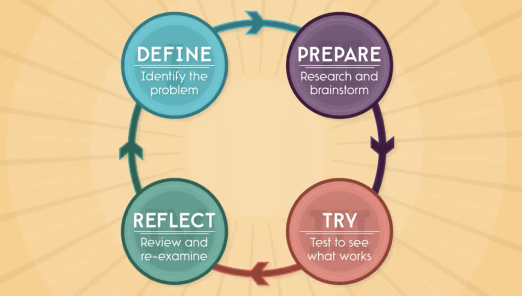 DEFINE
Identify the
problem
PREPARE
Research and
brainstorm
TRY
Test to see
what works
REFLECT
Review and
re-examine